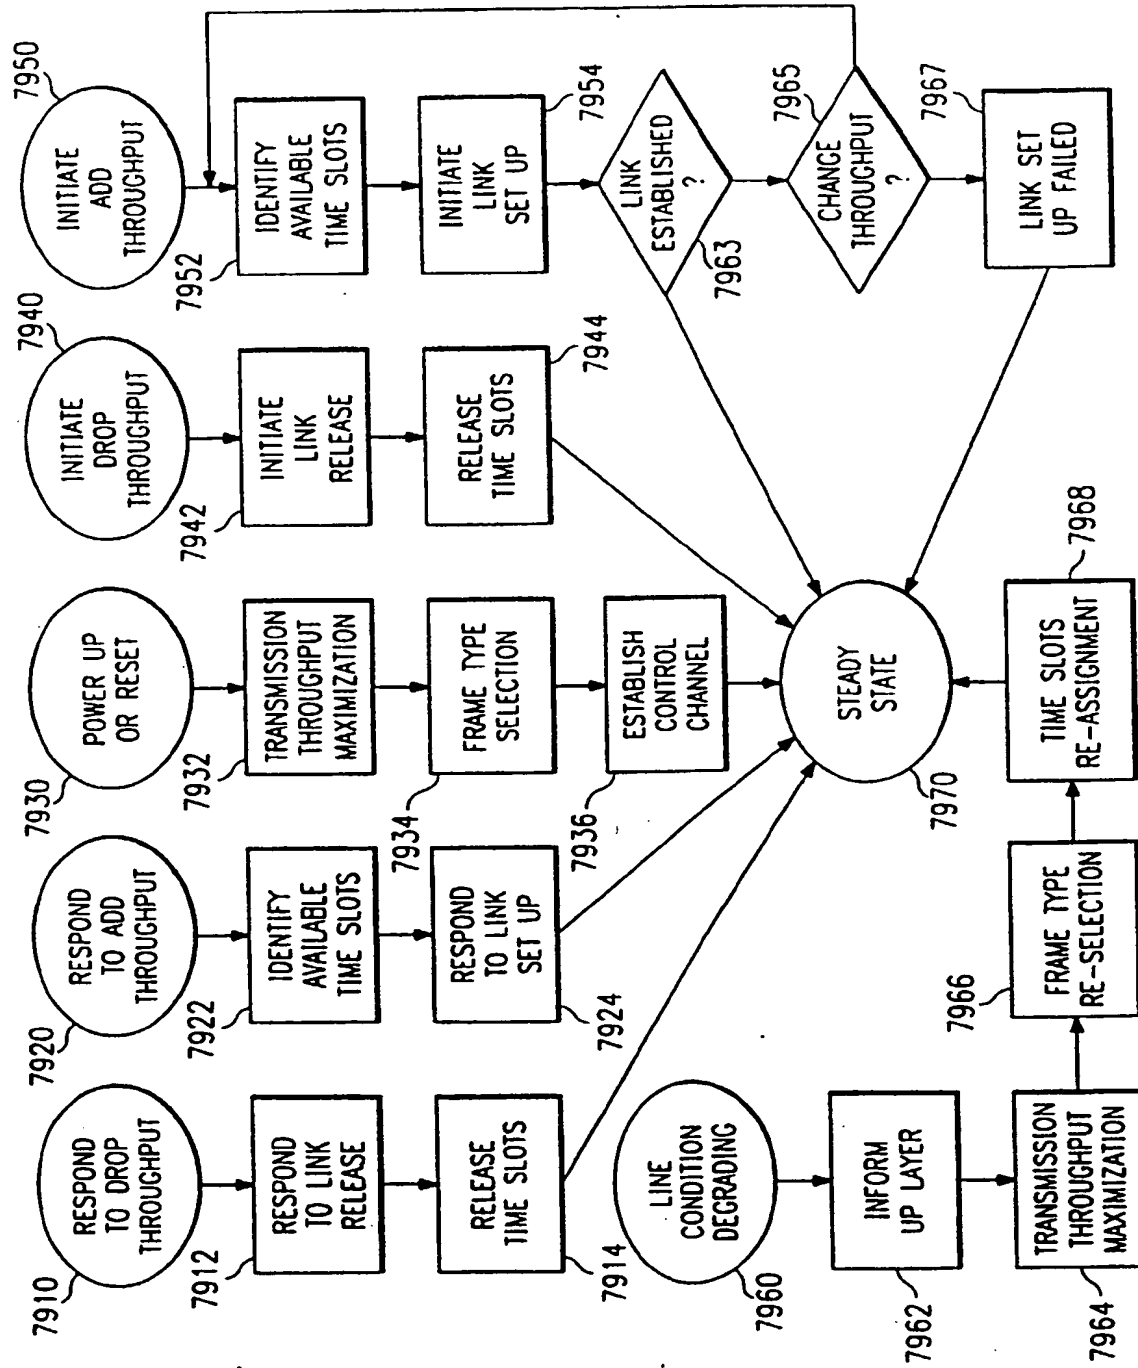 7910
RESPOND
TO DROP
THROUGHPUT
7912
RESPOND
TO LINK
RELEASE
RELEASE
TIME SLOTS
7914
7920
RESPOND
TO ADD
THROUGHPUT
7922
IDENTIFY
AVAILABLE
TIME SLOTS
RESPOND
TO LINK
SET UP
7924
7930
POWER UP
OR RESET
7932
TRANSMISSION
THROUGHPUT
MAXIMIZATION
7934
FRAME TYPE
SELECTION
7936
ESTABLISH
CONTROL
CHANNEL
INITIATE
DROP
THROUGHPUT
7940
7942
INITIATE
LINK
RELEASE
RELEASE
TIME SLOTS
7944
INITIATE
ADD
THROUGHPUT
7950
7952
IDENTIFY
AVAILABLE
TIME SLOTS
INITIATE
LINK
SET UP
7954
LINK
ESTABLISHED
?
7963
CHANGE
THROUGHPUT
?
7965
LINK SET
UP FAILED
7967
LINE
CONDITION
DEGRADING
7960
INFORM
UP LAYER
7962
TRANSMISSION
THROUGHPUT
MAXIMIZATION
7964
7966
FRAME TYPE
RE-SELECTION
TIME SLOTS
RE-ASSIGNMENT
7968
STEADY
STATE
7970